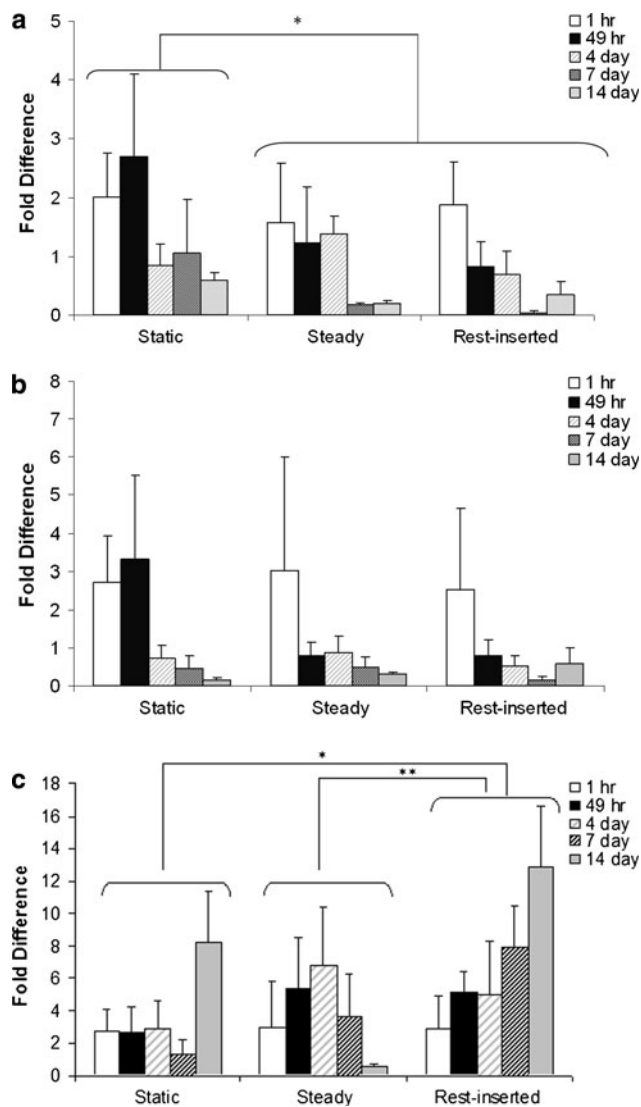 a
Fold Difference
5
4
3
2
1
0
*
1 hr
49 hr
4 day
7 day
14 day
Static Steady Rest-inserted
b
Fold Difference
8
7
6
5
4
3
2
1
0
1 hr
49 hr
4 day
7 day
14 day
Static Steady Rest-inserted
c
Fold Difference
18
16
14
12
10
8
6
4
2
0
*
**
1 hr
49 hr
4 day
7 day
14 day
Static Steady Rest-inserted